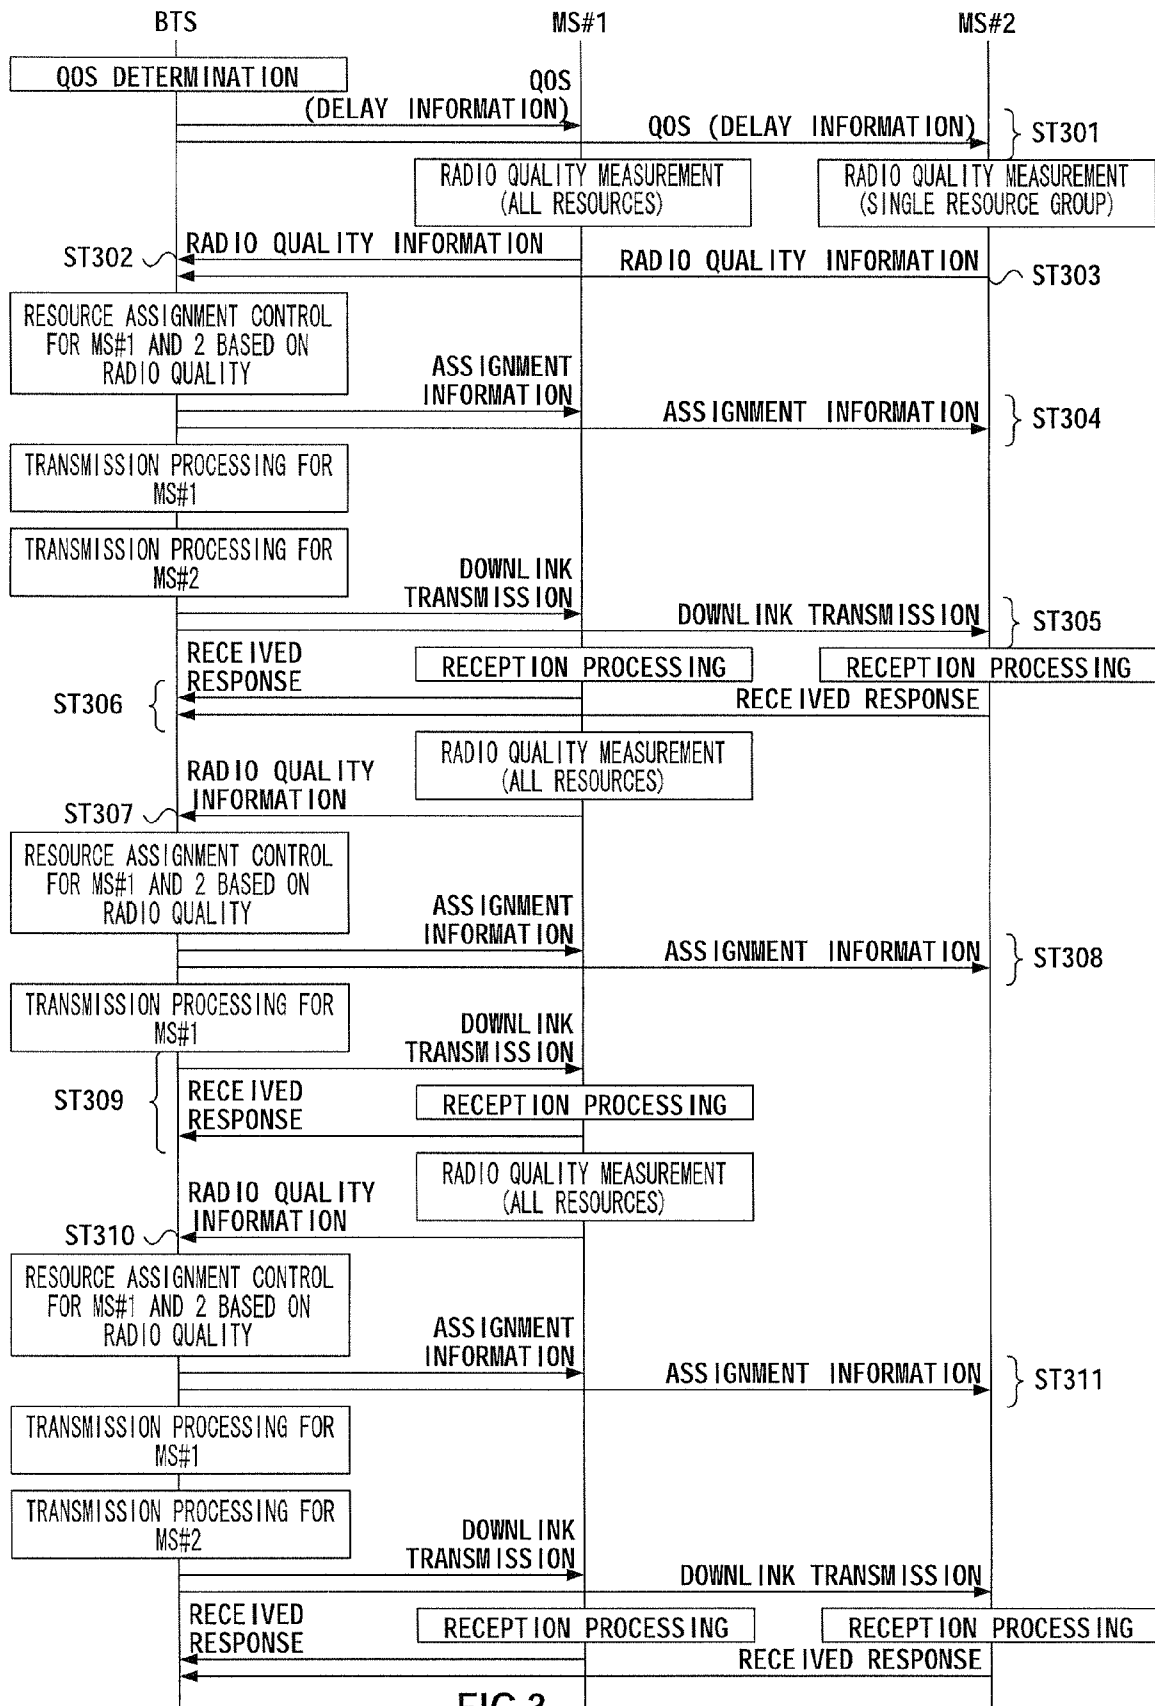 BTS
MS#1
MS#2
QOS DETERMINATION
QOS
(DELAY INFORMATION)
QOS (DELAY INFORMATION)
ST301
RADIO QUALITY MEASUREMENT
(ALL RESOURCES)
RADIO QUALITY MEASUREMENT
(SINGLE RESOURCE GROUP)
ST302
RADIO QUALITY INFORMATION
RADIO QUALITY INFORMATION
ST303
RESOURCE ASSIGNMENT CONTROL
FOR MS#1 AND 2 BASED ON
RADIO QUALITY
ASSIGNMENT
INFORMATION
ASSIGNMENT INFORMATION
ST304
TRANSMISSION PROCESSING FOR
MS#1
TRANSMISSION PROCESSING FOR
MS#2
DOWNLINK
TRANSMISSION
DOWNLINK TRANSMISSION
ST305
RECEIVED
RESPONSE
RECEPTION PROCESSING
RECEPTION PROCESSING
ST306
RECEIVED RESPONSE
RADIO QUALITY MEASUREMENT
(ALL RESOURCES)
RADIO QUALITY
INFORMATION
ST307
RESOURCE ASSIGNMENT CONTROL
FOR MS#1 AND 2 BASED ON
RADIO QUALITY
ASSIGNMENT
INFORMATION
ASSIGNMENT INFORMATION
ST308
TRANSMISSION PROCESSING FOR
MS#1
DOWNLINK
TRANSMISSION
ST309
RECEIVED
RESPONSE
RECEPTION PROCESSING
RADIO QUALITY MEASUREMENT
(ALL RESOURCES)
RADIO QUALITY
INFORMATION
ST310
RESOURCE ASSIGNMENT CONTROL
FOR MS#1 AND 2 BASED ON
RADIO QUALITY
ASSIGNMENT
INFORMATION
ASSIGNMENT INFORMATION
ST311
TRANSMISSION PROCESSING FOR
MS#1
TRANSMISSION PROCESSING FOR
MS#2
DOWNLINK
TRANSMISSION
DOWNLINK TRANSMISSION
RECEIVED
RESPONSE
RECEPTION PROCESSING
RECEPTION PROCESSING
RECEIVED RESPONSE